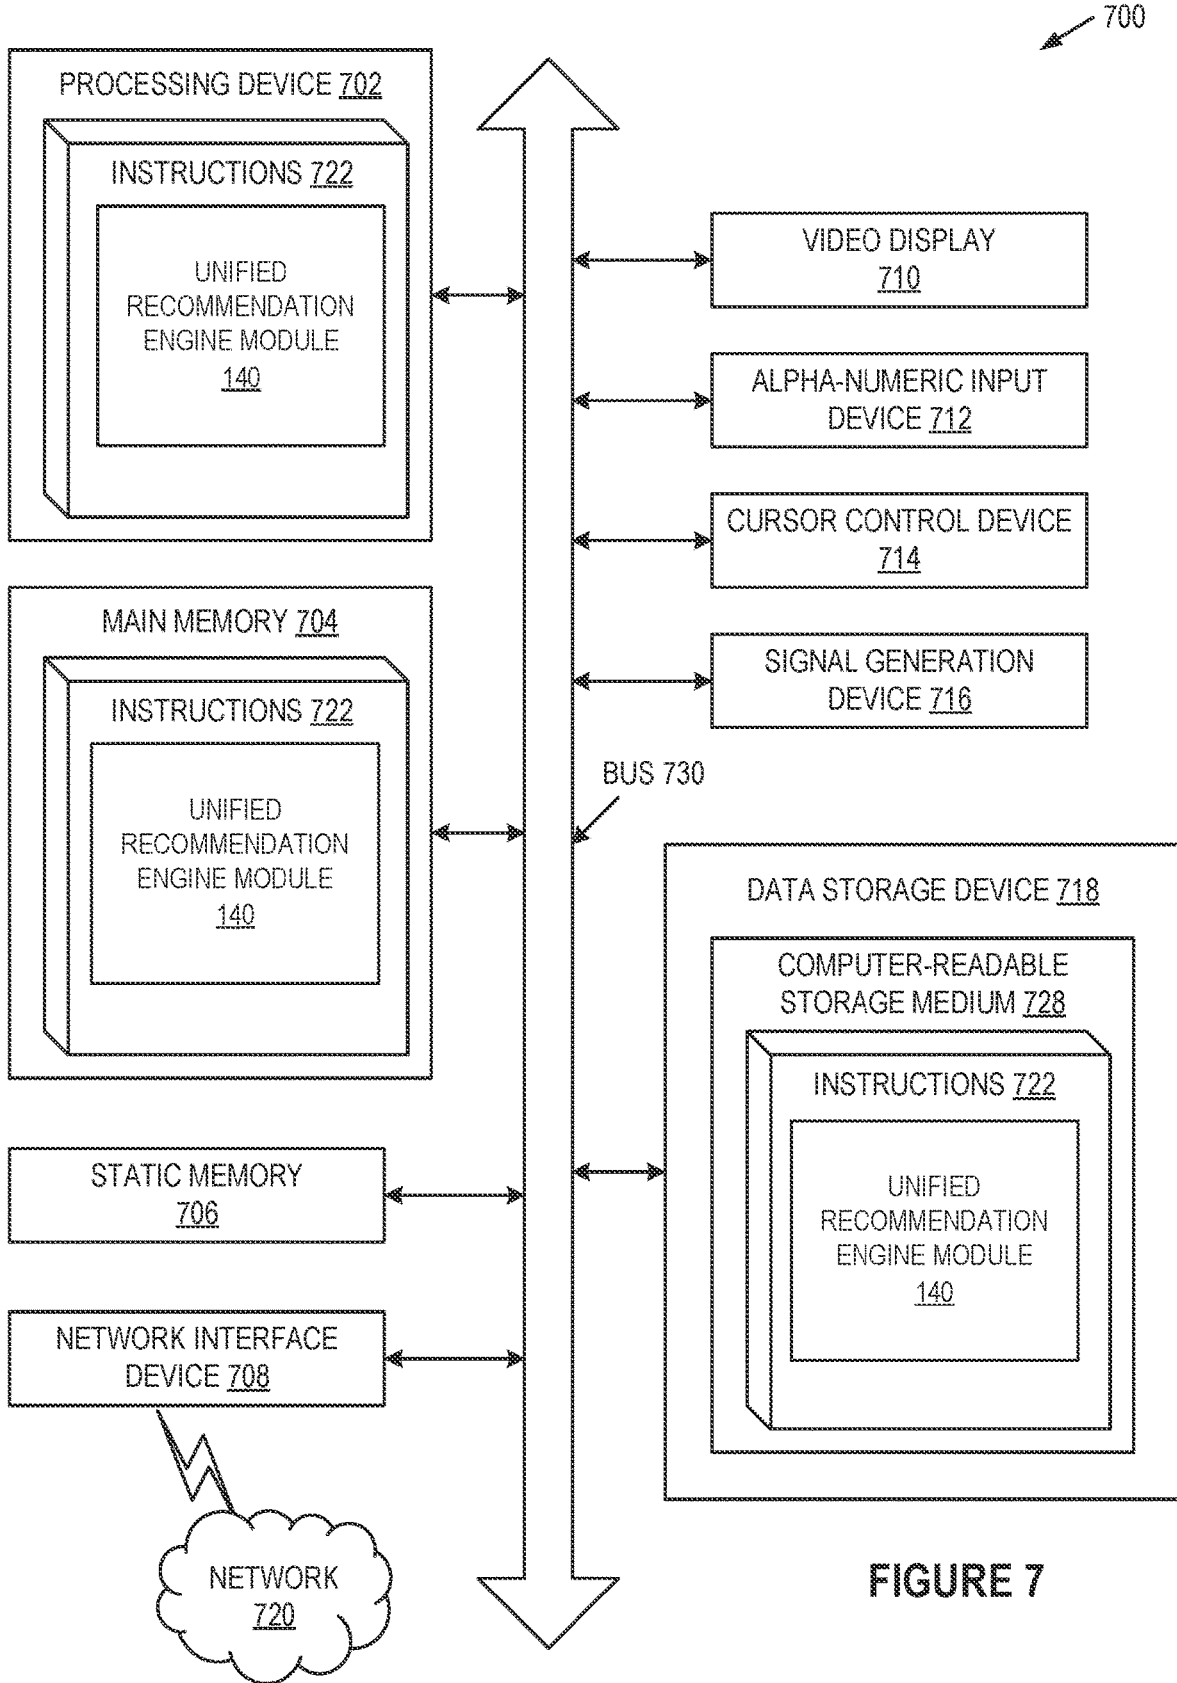 700
PROCESSING DEVICE 702
INSTRUCTIONS 722
UNIFIED
RECOMMENDATION
ENGINE MODULE
140
MAIN MEMORY 704
INSTRUCTIONS 722
UNIFIED
RECOMMENDATION
ENGINE MODULE
140
STATIC MEMORY
706
NETWORK INTERFACE
DEVICE 708
NETWORK
720
VIDEO DISPLAY
710
ALPHA-NUMERIC INPUT
DEVICE 712
CURSOR CONTROL DEVICE
714
SIGNAL GENERATION
DEVICE 716
BUS 730
DATA STORAGE DEVICE 718
COMPUTER-READABLE
STORAGE MEDIUM 728
INSTRUCTIONS 722
UNIFIED
RECOMMENDATION
ENGINE MODULE
140
FIGURE 7